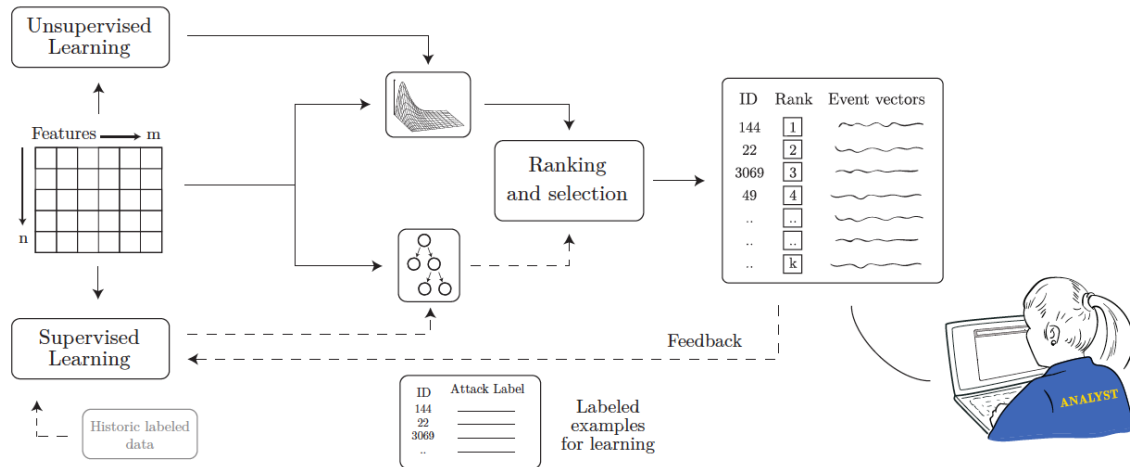 Unsupervised
Learning
Features
m
n
Supervised
Learning
Historic labeled
data
Ranking
and selection
ID Rank Event vectors
144 1
22 2
3069 3
49 4
.. ..
.. ..
.. k
Feedback
ID Attack Label
144
22
3069
..
Labeled
examples
for learning
ANALYST